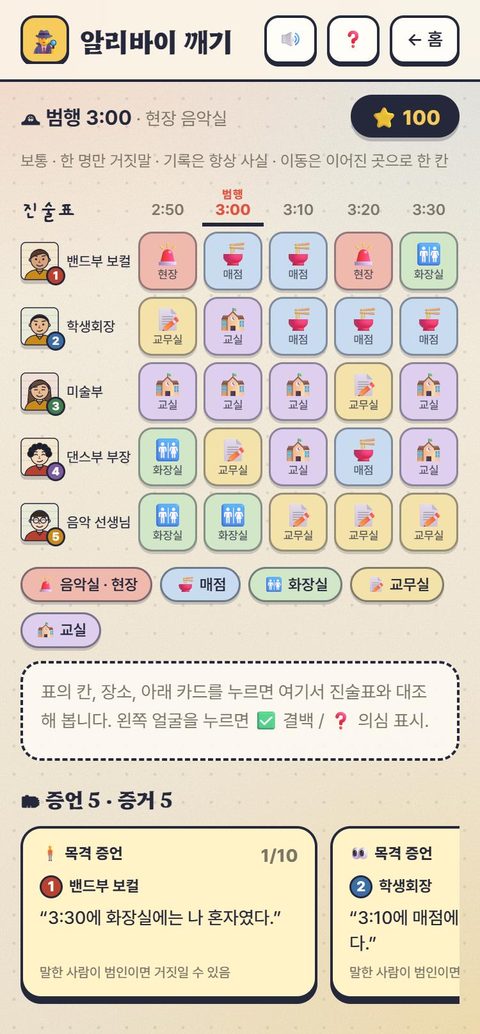 알리바이 깨기
← 홈
범행 3:00 · 현장 음악실
100
보통 · 한 명만 거짓말 · 기록은 항상 사실 · 이동은 이어진 곳으로 한 칸
진술표
2:50
범행
3:00
3:10
3:20
3:30
1 밴드부 보컬
현장
매점
매점
현장
화장실
2 학생회장
교무실
교실
매점
매점
매점
3 미술부
교실
교실
교실
교무실
교실
4 댄스부 부장
화장실
교무실
교실
매점
교실
5 음악 선생님
화장실
화장실
교무실
교무실
교무실
음악실 · 현장
매점
화장실
교무실
교실
표의 칸, 장소, 아래 카드를 누르면 여기서 진술표와 대조
해 봅니다. 왼쪽 얼굴을 누르면 ✅ 결백 / ❓ 의심 표시.
증언 5 · 증거 5
목격 증언
1/10
1 밴드부 보컬
“3:30에 화장실에는 나 혼자였다.”
말한 사람이 범인이면 거짓일 수 있음
목격 증언
2 학생회장
“3:10에 매점에
다.”
말한 사람이 범인이면